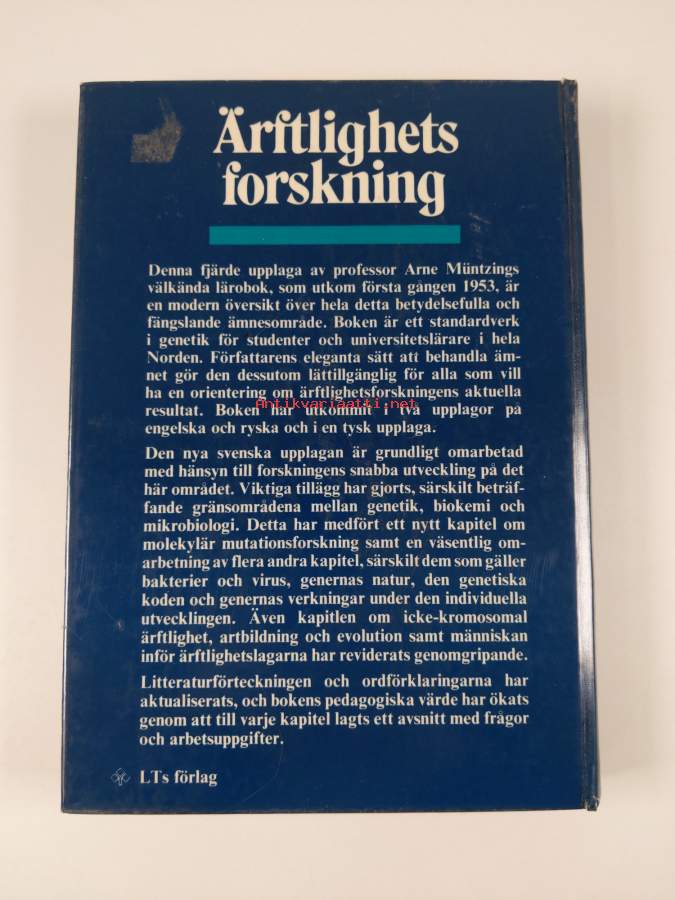 Ärftlighets
forskning
Denna fjärde upplaga av professor Arne Müntzings
välkända lärobok, som utkom första gången 1953, är
en modern översikt över hela detta betydelsefulla och
fängslande ämnesområde. Boken är ett standardverk
i genetik för studenter och universitetslärare i hela
Norden. Författarens eleganta sätt att behandla äm-
net gör den dessutom lättillgänglig för alla som vill
ha en orientering om ärftlighetsforskningens aktuella
resultat. Boken har utkommit i två upplagor på
Antikvariaatti.net
engelska och ryska och i en tysk upplaga.
Den nya svenska upplagan är grundligt omarbetad
med hänsyn till forskningens snabba utveckling på det
här området. Viktiga tillägg har gjorts, särskilt beträf-
fande gränsområdena mellan genetik, biokemi och
mikrobiologi. Detta har medfört ett nytt kapitel om
molekylär mutationsforskning samt en väsentlig om-
arbetning av flera andra kapitel, särskilt dem som gäller
bakterier och virus, genernas natur, den genetiska
koden och genernas verkningar under den individuella
utvecklingen. Även kapitlen om icke-kromosomal
ärftlighet, artbildning och evolution samt människan
inför ärftlighetslagarna har reviderats genomgripande.
Litteraturförteckningen och ordförklaringarna har
aktualiserats, och bokens pedagogiska värde har ökats
genom att till varje kapitel lagts ett avsnitt med frågor
och arbetsuppgifter.
LTs förlag